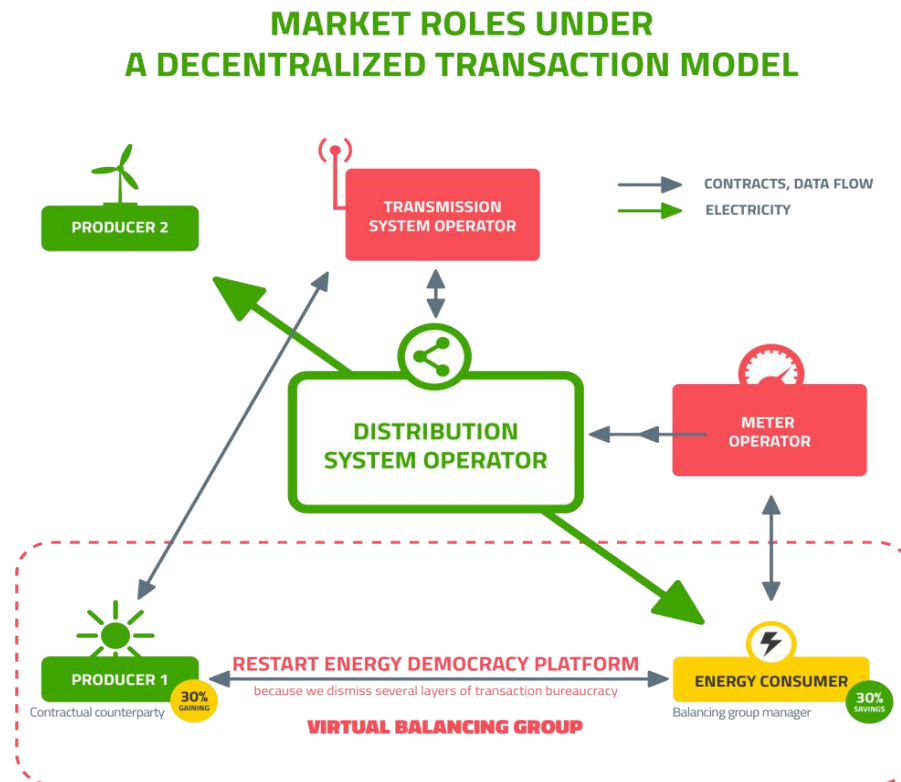 MARKET ROLES UNDER
A DECENTRALIZED TRANSACTION MODEL
CONTRACTS, DATA FLOW
ELECTRICITY
PRODUCER 2
TRANSMISSION
SYSTEM OPERATOR
DISTRIBUTION
SYSTEM OPERATOR
METER
OPERATOR
RESTART ENERGY DEMOCRACY PLATFORM
because we dismiss several layers of transaction bureaucracy
VIRTUAL BALANCING GROUP
PRODUCER 1
30%
GAINING
Contractual counterparty
ENERGY CONSUMER
30%
SAVINGS
Balancing group manager